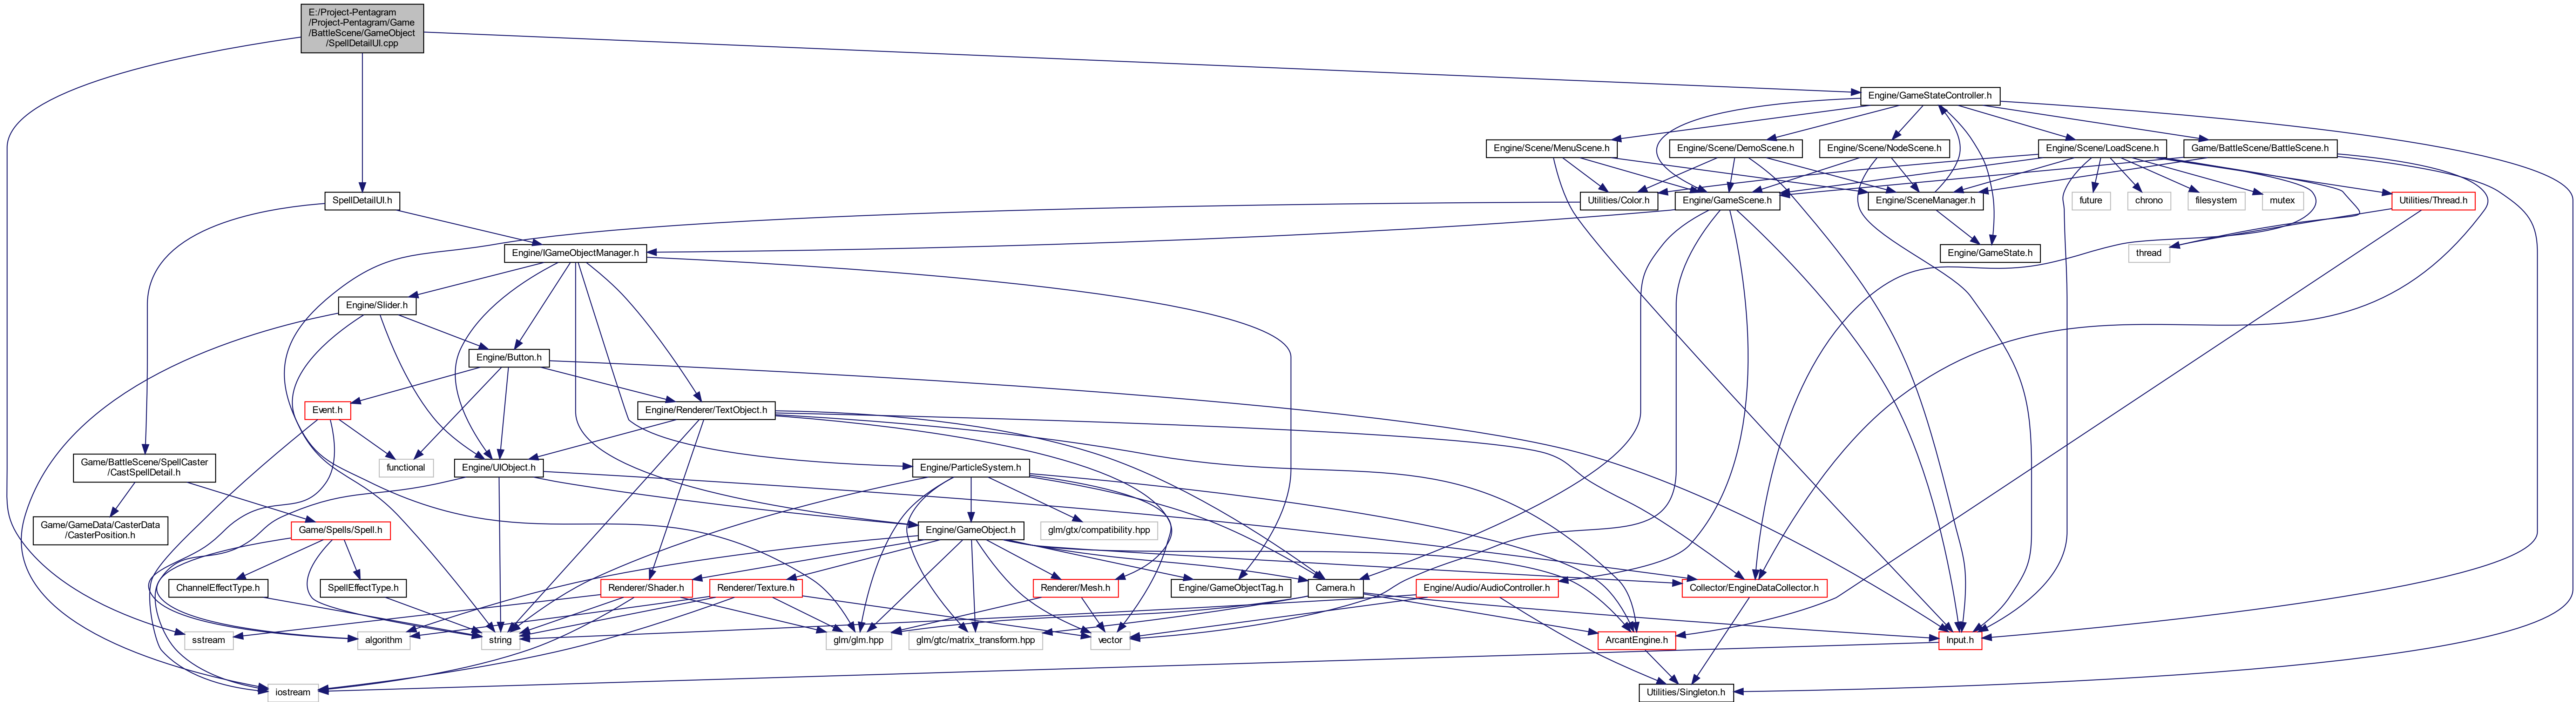 E:/Project-Pentagram
/Project-Pentagram/Game
/BattleScene/GameObject
/SpellDetailUI.cpp
Engine/GameStateController.h
Engine/Scene/MenuScene.h
Engine/Scene/DemoScene.h
Engine/Scene/NodeScene.h
Engine/Scene/LoadScene.h
Game/BattleScene/BattleScene.h
SpellDetailUI.h
Utilities/Color.h
Engine/GameScene.h
Engine/SceneManager.h
future
chrono
filesystem
mutex
Utilities/Thread.h
Engine/IGameObjectManager.h
Engine/GameState.h
thread
Engine/Slider.h
Engine/Button.h
Event.h
Engine/Renderer/TextObject.h
Game/BattleScene/SpellCaster
/CastSpellDetail.h
functional
Engine/UIObject.h
Engine/ParticleSystem.h
Game/GameData/CasterData
/CasterPosition.h
Game/Spells/Spell.h
Engine/GameObject.h
glm/gtx/compatibility.hpp
ChannelEffectType.h
SpellEffectType.h
Renderer/Shader.h
Renderer/Texture.h
Renderer/Mesh.h
Engine/GameObjectTag.h
Camera.h
Engine/Audio/AudioController.h
Collector/EngineDataCollector.h
sstream
algorithm
string
glm/glm.hpp
glm/gtc/matrix_transform.hpp
vector
ArcantEngine.h
Input.h
iostream
Utilities/Singleton.h